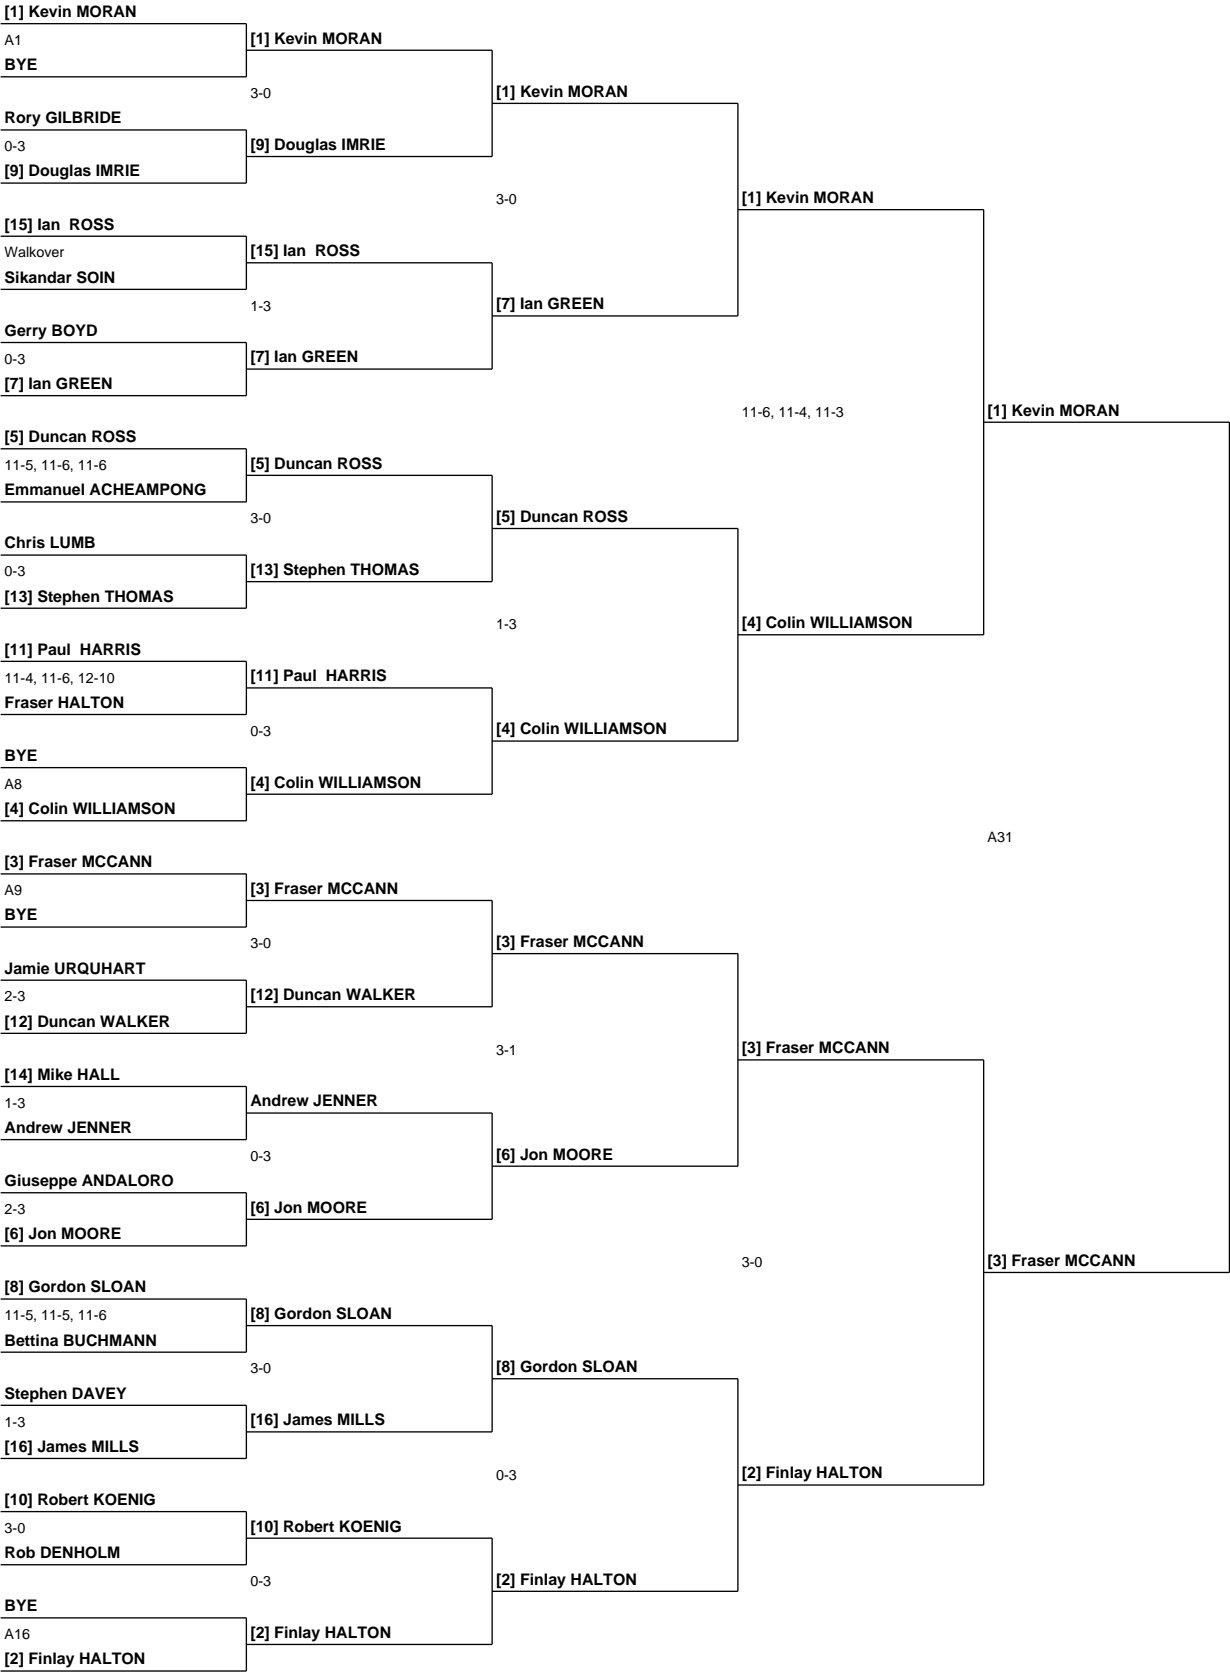 [1] Kevin MORAN
A1
BYE
Rory GILBRIDE
0-3
[9] Douglas IMRIE
[15] Ian  ROSS
Walkover
Sikandar SOIN
Gerry BOYD
0-3
[7] Ian GREEN
[5] Duncan ROSS
11-5, 11-6, 11-6
Emmanuel ACHEAMPONG
Chris LUMB
0-3
[13] Stephen THOMAS
[11] Paul  HARRIS
11-4, 11-6, 12-10
Fraser HALTON
BYE
A8
[4] Colin WILLIAMSON
[3] Fraser MCCANN
A9
BYE
Jamie URQUHART
2-3
[12] Duncan WALKER
[14] Mike HALL
1-3
Andrew JENNER
Giuseppe ANDALORO
2-3
[6] Jon MOORE
[8] Gordon SLOAN
11-5, 11-5, 11-6
Bettina BUCHMANN
Stephen DAVEY
1-3
[16] James MILLS
[10] Robert KOENIG
3-0
Rob DENHOLM
BYE
A16
[2] Finlay HALTON
[1] Kevin MORAN
3-0
[9] Douglas IMRIE
[15] Ian  ROSS
1-3
[7] Ian GREEN
[5] Duncan ROSS
3-0
[13] Stephen THOMAS
[11] Paul  HARRIS
0-3
[4] Colin WILLIAMSON
[3] Fraser MCCANN
3-0
[12] Duncan WALKER
Andrew JENNER
0-3
[6] Jon MOORE
[8] Gordon SLOAN
3-0
[16] James MILLS
[10] Robert KOENIG
0-3
[2] Finlay HALTON
[1] Kevin MORAN
3-0
[7] Ian GREEN
[5] Duncan ROSS
1-3
[4] Colin WILLIAMSON
[3] Fraser MCCANN
3-1
[6] Jon MOORE
[8] Gordon SLOAN
0-3
[2] Finlay HALTON
[1] Kevin MORAN
11-6, 11-4, 11-3
[4] Colin WILLIAMSON
[3] Fraser MCCANN
3-0
[2] Finlay HALTON
[1] Kevin MORAN
A31
[3] Fraser MCCANN